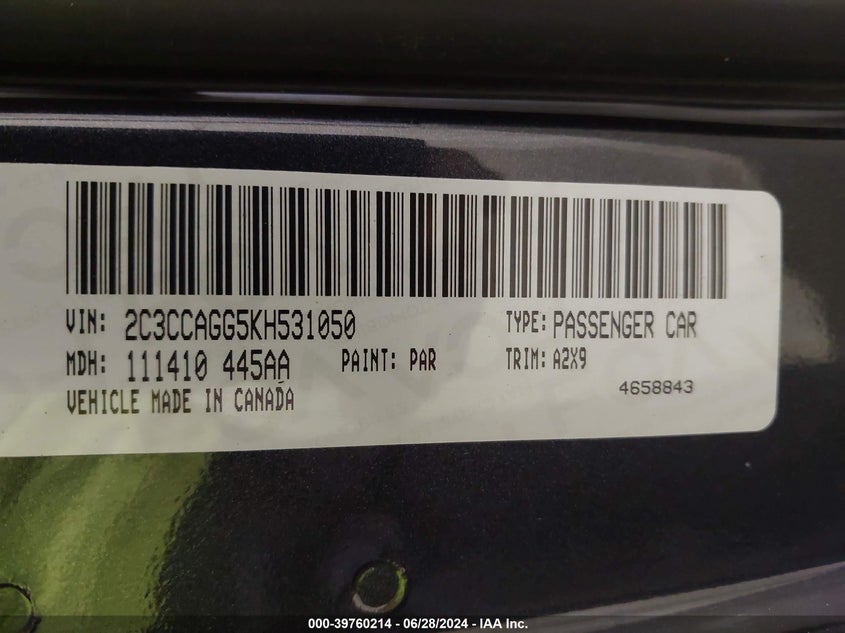 VIN: 2C3CCAGG5KH531050 TYPE: PASSENGER CAR
MDH: 111410 445AA PAINT: PAR TRIM: A2X9
VEHICLE MADE IN CANADA 4658843
000-39760214 / 06/28/2024 - IAA Inc.